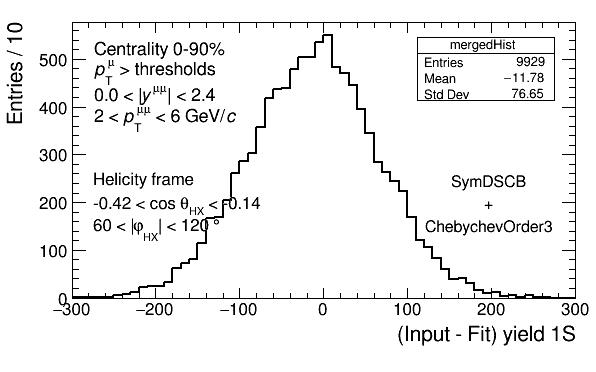 Entries / 10
500
400
300
200
100
0
Centrality 0-90%
p_T^μ > thresholds
0.0 < |y^μμ| < 2.4
2 < p_T^μμ < 6 GeV/c
Helicity frame
-0.42 < cos θ_HX < -0.14
60 < |φ_HX| < 120°
mergedHist
Entries 9929
Mean −11.78
Std Dev 76.65
SymDSCB
+
ChebychevOrder3
−300 −200 −100 0 100 200 300
(Input - Fit) yield 1S